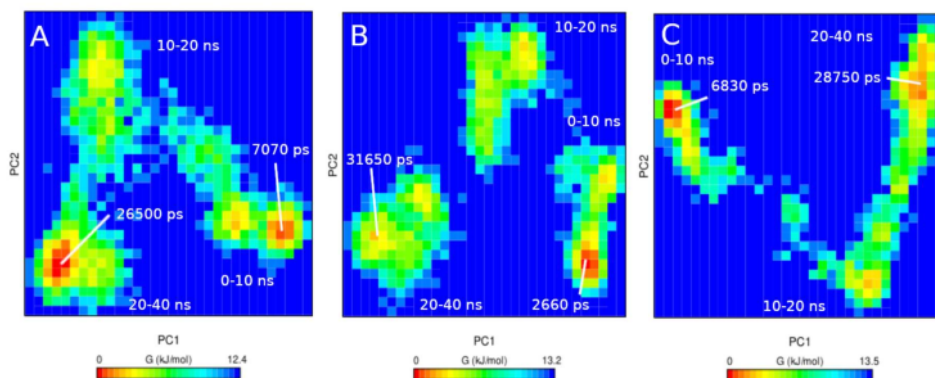 A
10-20 ns
7070 ps
26500 ps
0-10 ns
20-40 ns
PC2
PC1
G (kJ/mol)
0
12.4
B
10-20 ns
0-10 ns
31650 ps
20-40 ns
2660 ps
PC2
PC1
G (kJ/mol)
0
13.2
C
20-40 ns
0-10 ns
6830 ps
28750 ps
10-20 ns
PC2
PC1
G (kJ/mol)
0
13.5